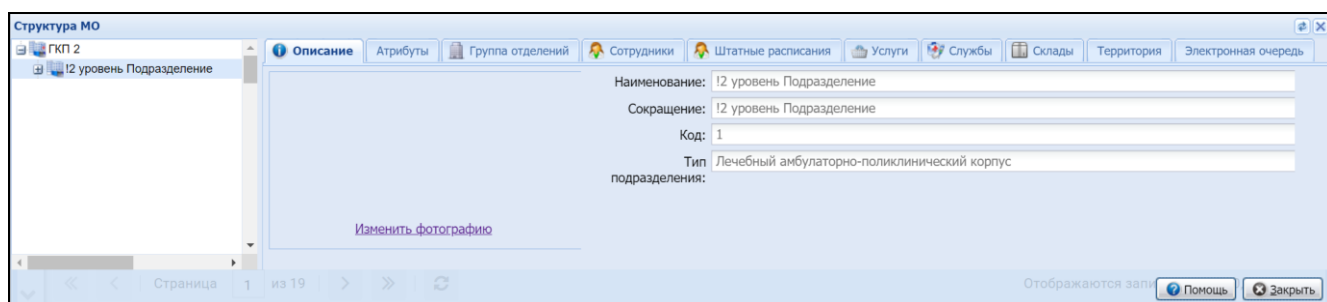 Структура МО
ГКП 2
!2 уровень Подразделение
Описание Атрибуты Группа отделений Сотрудники Штатные расписания Услуги Службы Склады Территория Электронная очередь
Наименование: !2 уровень Подразделение
Сокращение: !2 уровень Подразделение
Код: 1
Тип подразделения: Лечебный амбулаторно-поликлинический корпус
Изменить фотографию
Страница 1 из 19
Отображаются
Помощь Закрыть